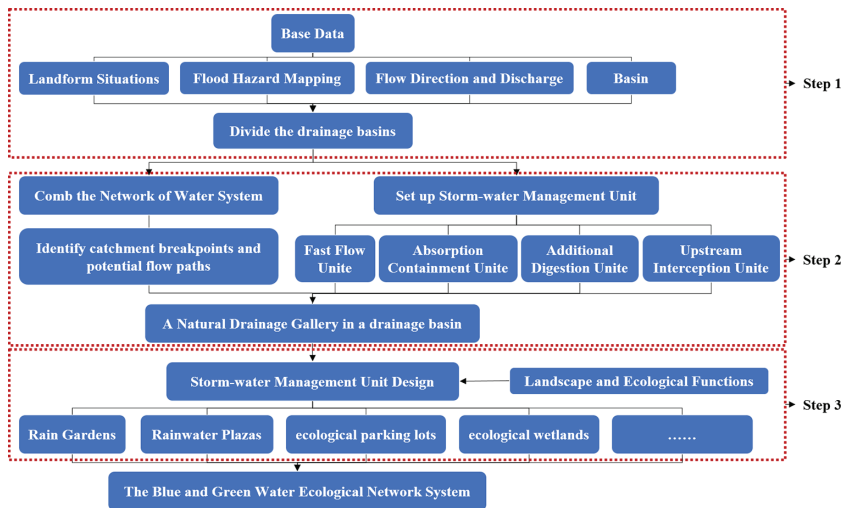 Base Data
Landform Situations
Flood Hazard Mapping
Flow Direction and Discharge
Basin
Step 1
Divide the drainage basins
Comb the Network of Water System
Set up Storm-water Management Unit
Identify catchment breakpoints and
potential flow paths
Fast Flow
Unite
Absorption
Containment Unite
Additional
Digestion Unite
Upstream
Interception Unite
Step 2
A Natural Drainage Gallery in a drainage basin
Storm-water Management Unit Design
Landscape and Ecological Functions
Step 3
Rain Gardens
Rainwater Plazas
ecological parking lots
ecological wetlands
……
The Blue and Green Water Ecological Network System